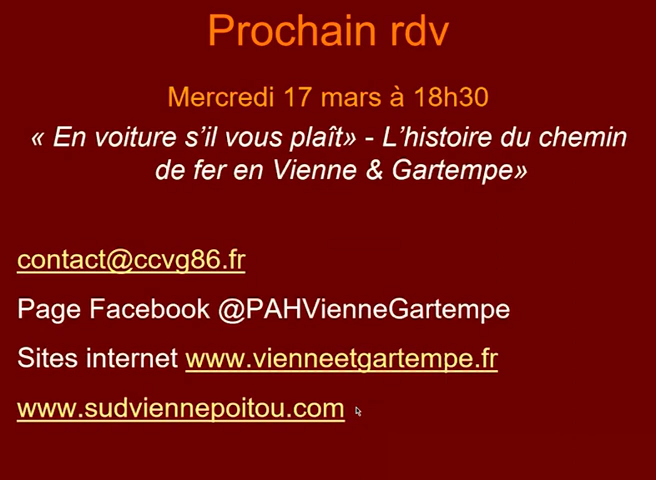 Prochain rdv
Mercredi 17 mars à 18h30
« En voiture s’il vous plaît» - L’histoire du chemin
de fer en Vienne & Gartempe»
contact@ccvg86.fr
Page Facebook @PAHVienneGartempe
Sites internet www.vienneetgartempe.fr
www.sudviennepoitou.com